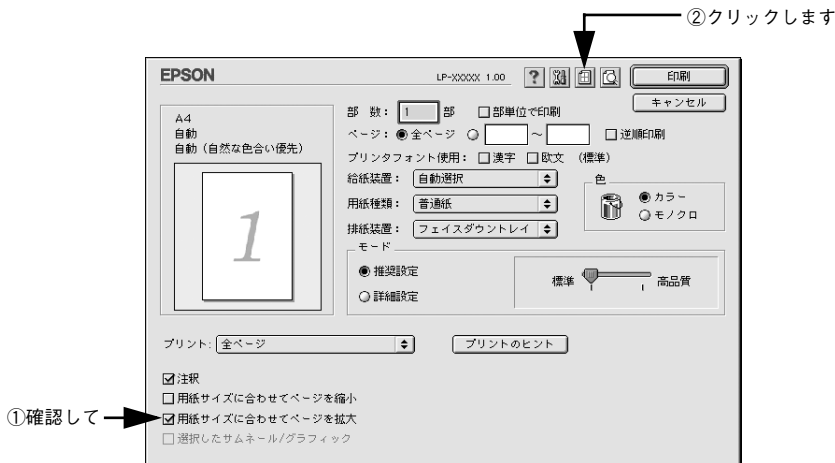 ②クリックします
EPSON LP-XXXXX 1.00 ? 印刷
キャンセル
A4
自動
自動（自然な色合い優先）
1
部 数： 1 部 部単位で印刷
ページ： 全ページ ～ 逆順印刷
プリンタフォント使用： 漢字 欧文 （標準）
給紙装置： 自動選択
用紙種類： 普通紙
排紙装置： フェイスダウントレイ
色
カラー
モノクロ
モード
推奨設定
詳細設定
標準 高品質
プリント: 全ページ プリントのヒント
注釈
用紙サイズに合わせてページを縮小
①確認して 用紙サイズに合わせてページを拡大
選択したサムネール/グラフィック